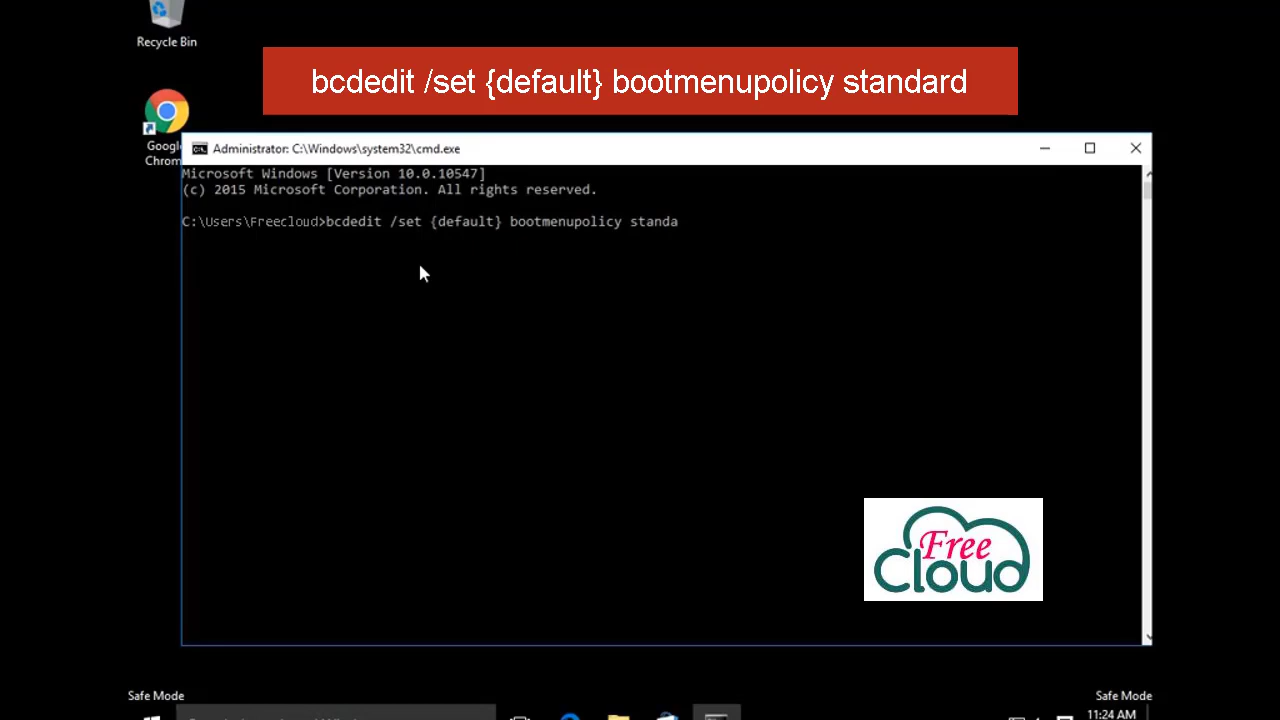 Recycle Bin
bcdedit /set {default} bootmenupolicy standard
Google
Chrom
Administrator: C:\Windows\system32\cmd.exe
Microsoft Windows [Version 10.0.10547]
(c) 2015 Microsoft Corporation. All rights reserved.
C:\Users\Freecloud>bcdedit /set {default} bootmenupolicy standa
Free
Cloud
Safe Mode
Safe Mode
11:24 AM